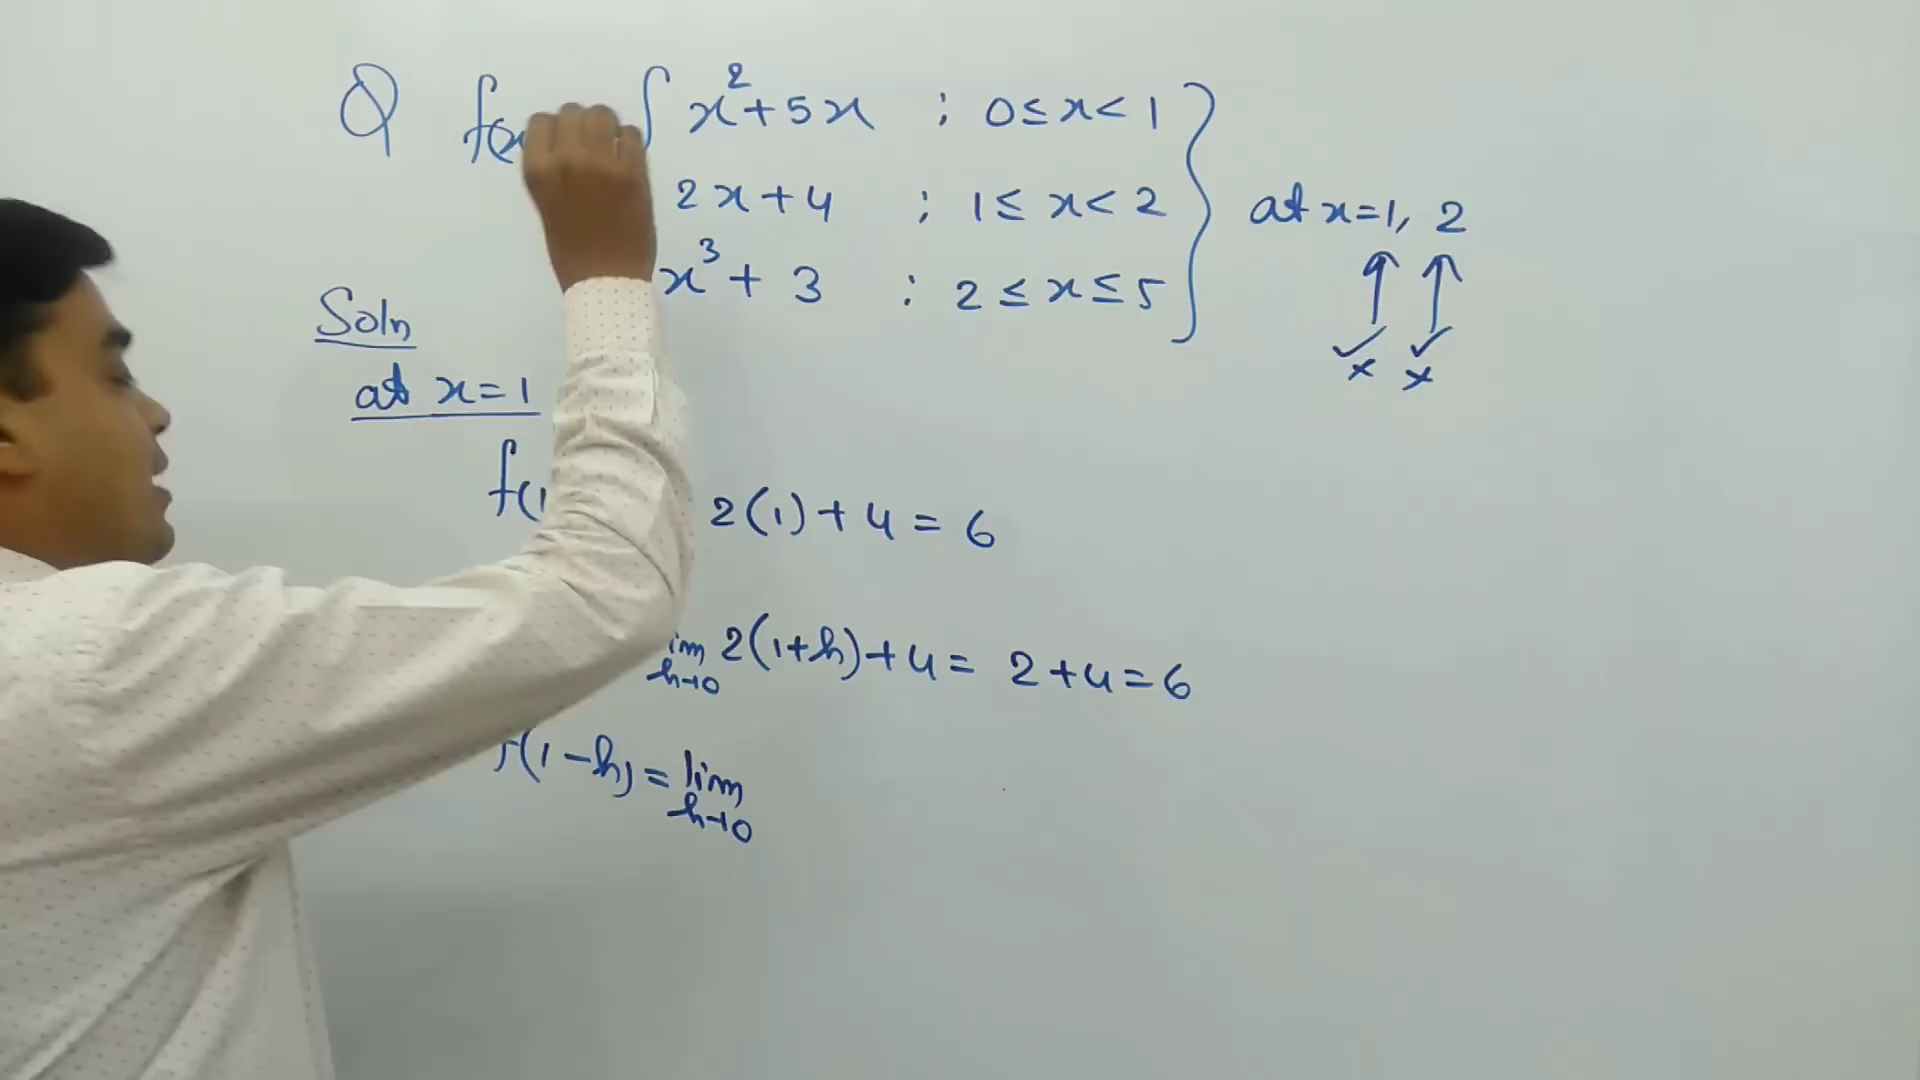 Q f(x { x² + 5x ; 0 ≤ x < 1
2x + 4 ; 1 ≤ x < 2 } at x = 1, 2
x³ + 3 : 2 ≤ x ≤ 5
Soln
at x = 1
f(1 2(1) + 4 = 6
lim h→0 2(1+h) + 4 = 2 + 4 = 6
f(1 - h) = lim h→0